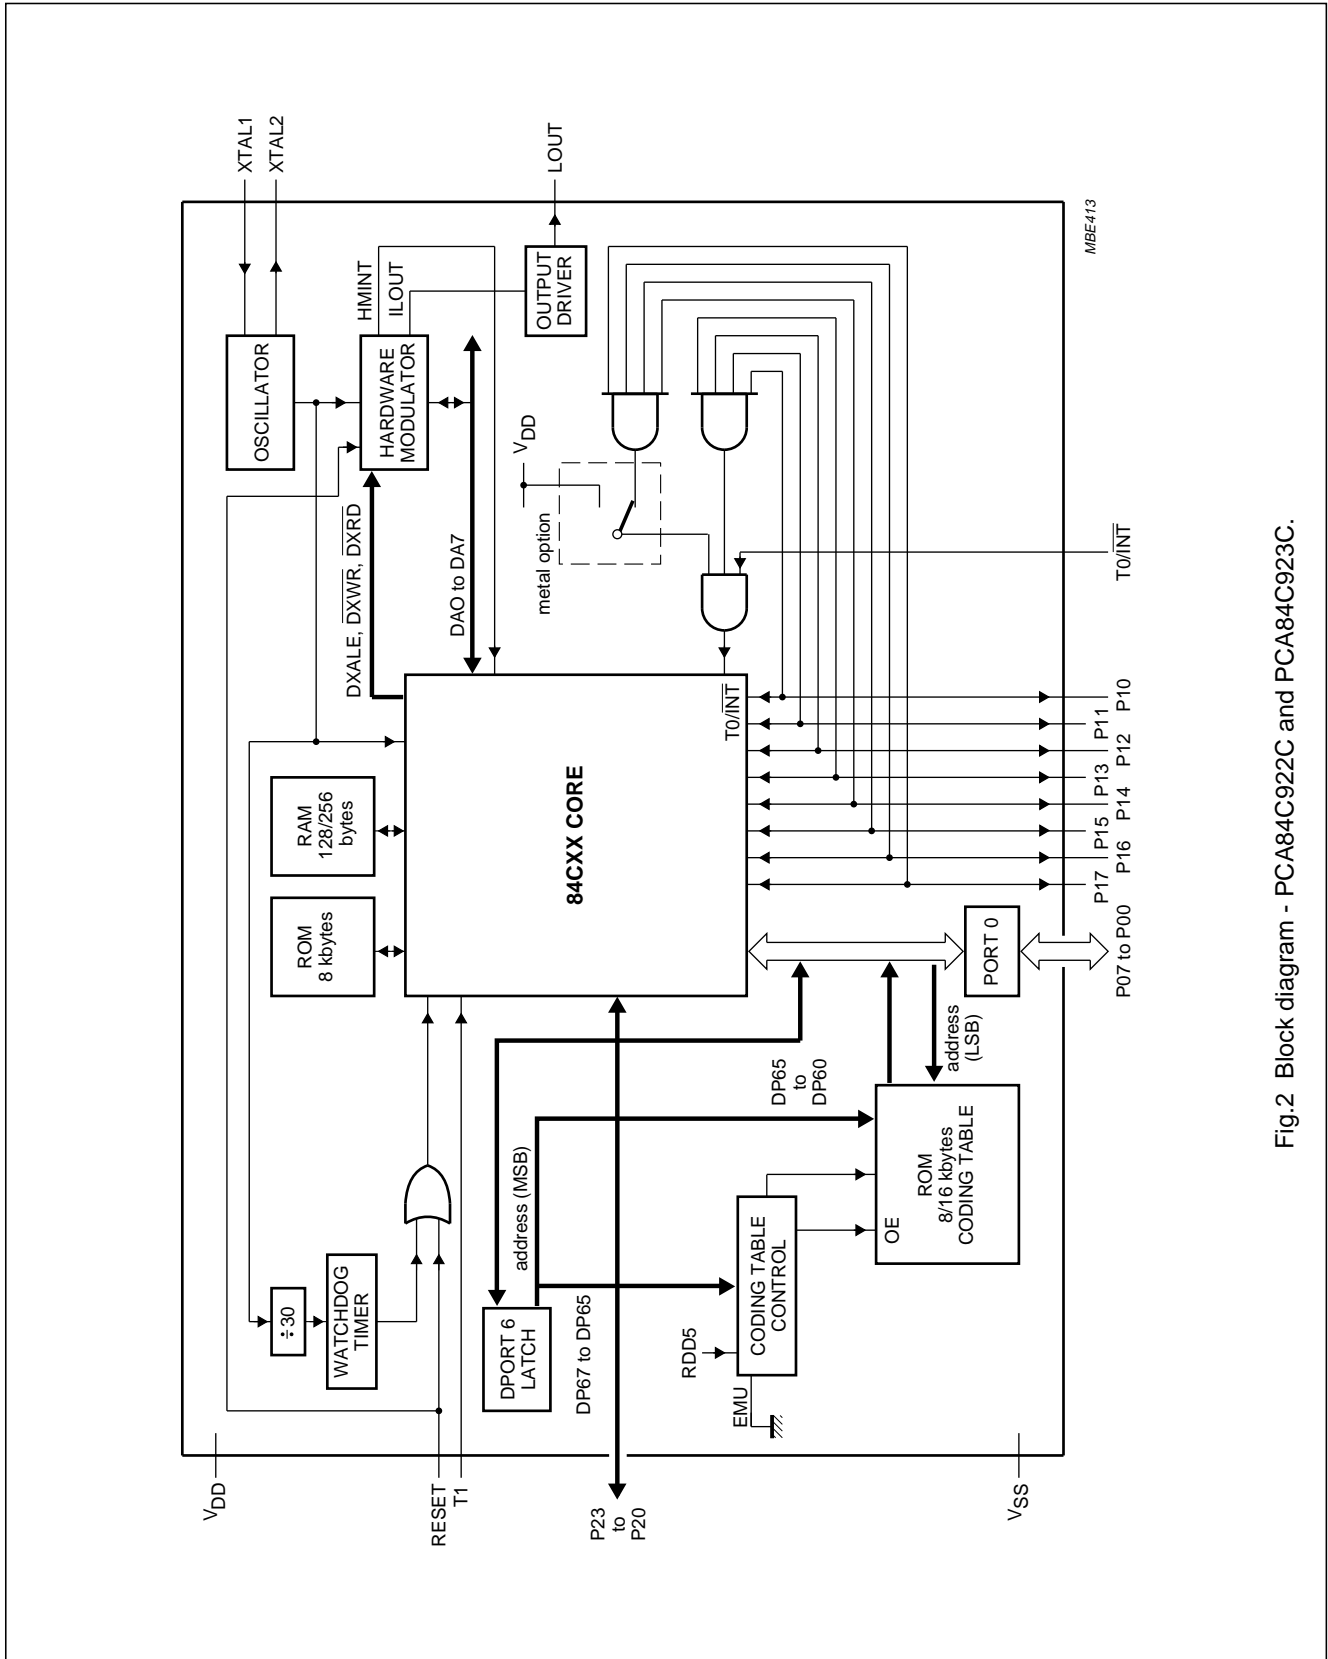 XTAL1
XTAL2
LOUT
MBE413
OSCILLATOR
HARDWARE
MODULATOR
HMINT
ILOUT
OUTPUT
DRIVER
VDD
metal option
DXALE, DXWR, DXRD
DAO to DA7
T0/INT
RAM
128/256
bytes
ROM
8 kbytes
84CXX CORE
T0/INT
P10
P11
P12
P13
P14
P15
P16
P17
P07 to P00
PORT 0
address
(LSB)
DP65
to
DP60
address (MSB)
ROM
8/16 kbytes
CODING TABLE
OE
÷30
WATCHDOG
TIMER
DPORT 6
LATCH
DP67 to DP65
RDD5
CODING TABLE
CONTROL
EMU
VDD
RESET
T1
P23
to
P20
VSS
Fig.2 Block diagram - PCA84C922C and PCA84C923C.